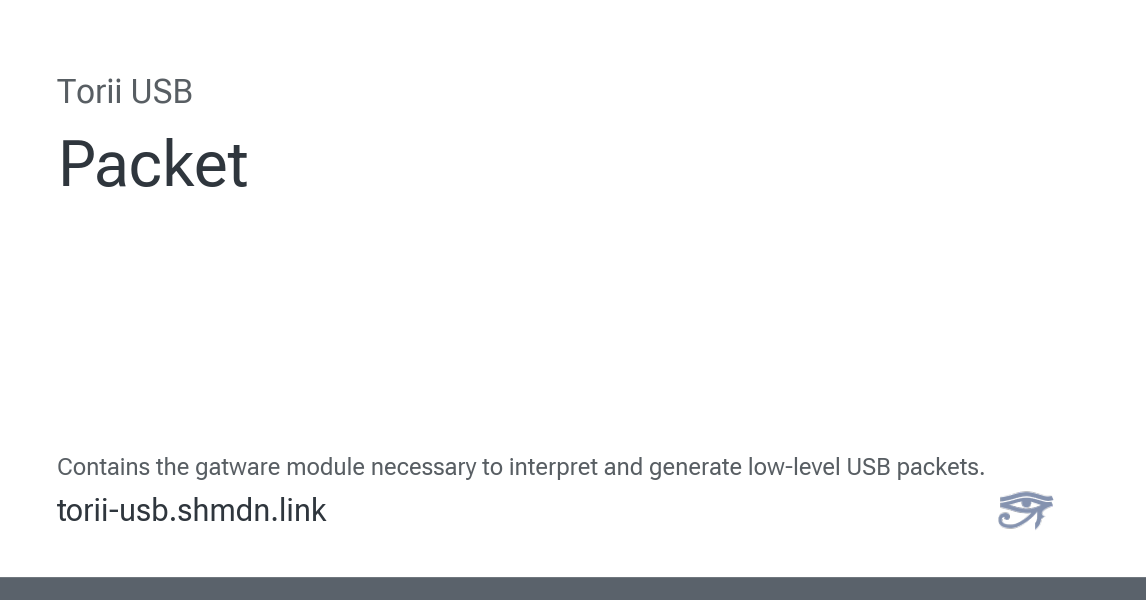 Torii USB
Packet
Contains the gatware module necessary to interpret and generate low-level USB packets.
torii-usb.shmdn.link